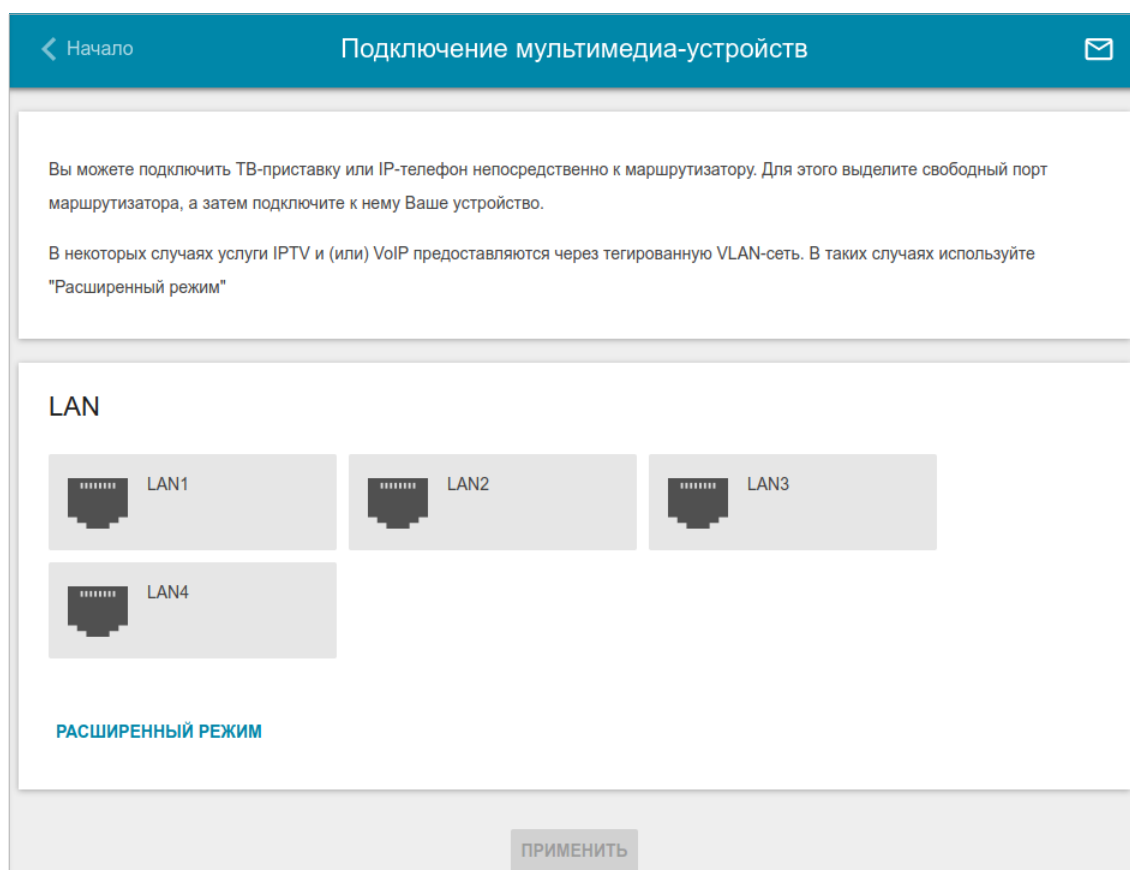 Начало
Подключение мультимедиа-устройств
Вы можете подключить ТВ-приставку или IP-телефон непосредственно к маршрутизатору. Для этого выделите свободный порт
маршрутизатора, а затем подключите к нему Ваше устройство.
В некоторых случаях услуги IPTV и (или) VoIP предоставляются через тегированную VLAN-сеть. В таких случаях используйте
"Расширенный режим"
LAN
LAN1
LAN2
LAN3
LAN4
РАСШИРЕННЫЙ РЕЖИМ
ПРИМЕНИТЬ